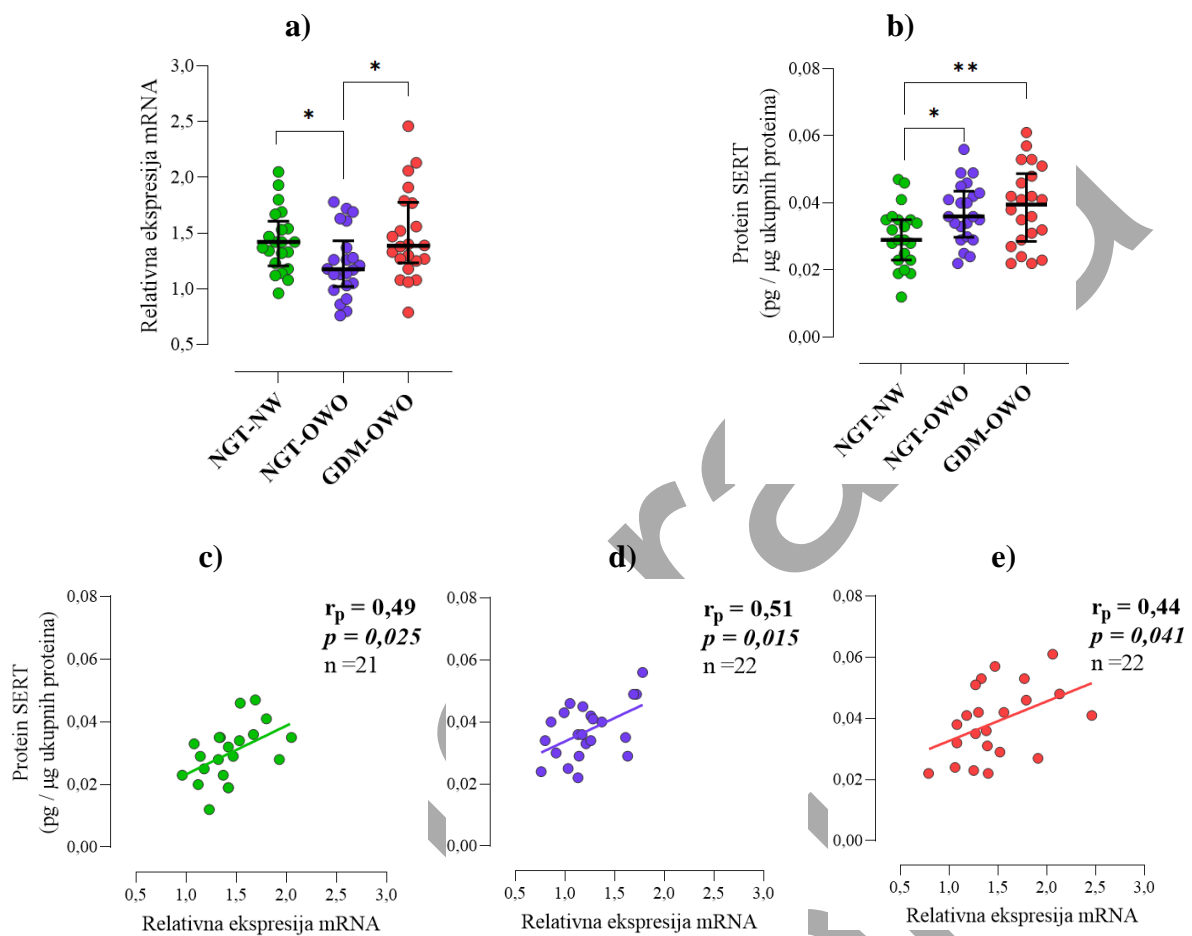 a)
Relativna ekspresija mRNA
3,0
2,5
2,0
1,5
1,0
0,5
*
*
NGT-NW
NGT-OWO
GDM-OWO
b)
Protein SERT
(pg / µg ukupnih proteina)
0,08
0,06
0,04
0,02
0,00
*
**
NGT-NW
NGT-OWO
GDM-OWO
c)
Protein SERT
(pg / µg ukupnih proteina)
0,08
0,06
0,04
0,02
0,00
r_p = 0,49
p = 0,025
n =21
0,5 1,0 1,5 2,0 2,5 3,0
Relativna ekspresija mRNA
d)
0,08
0,06
0,04
0,02
0,00
r_p = 0,51
p = 0,015
n =22
0,5 1,0 1,5 2,0 2,5 3,0
Relativna ekspresija mRNA
e)
0,08
0,06
0,04
0,02
0,00
r_p = 0,44
p = 0,041
n =22
0,5 1,0 1,5 2,0 2,5 3,0
Relativna ekspresija mRNA